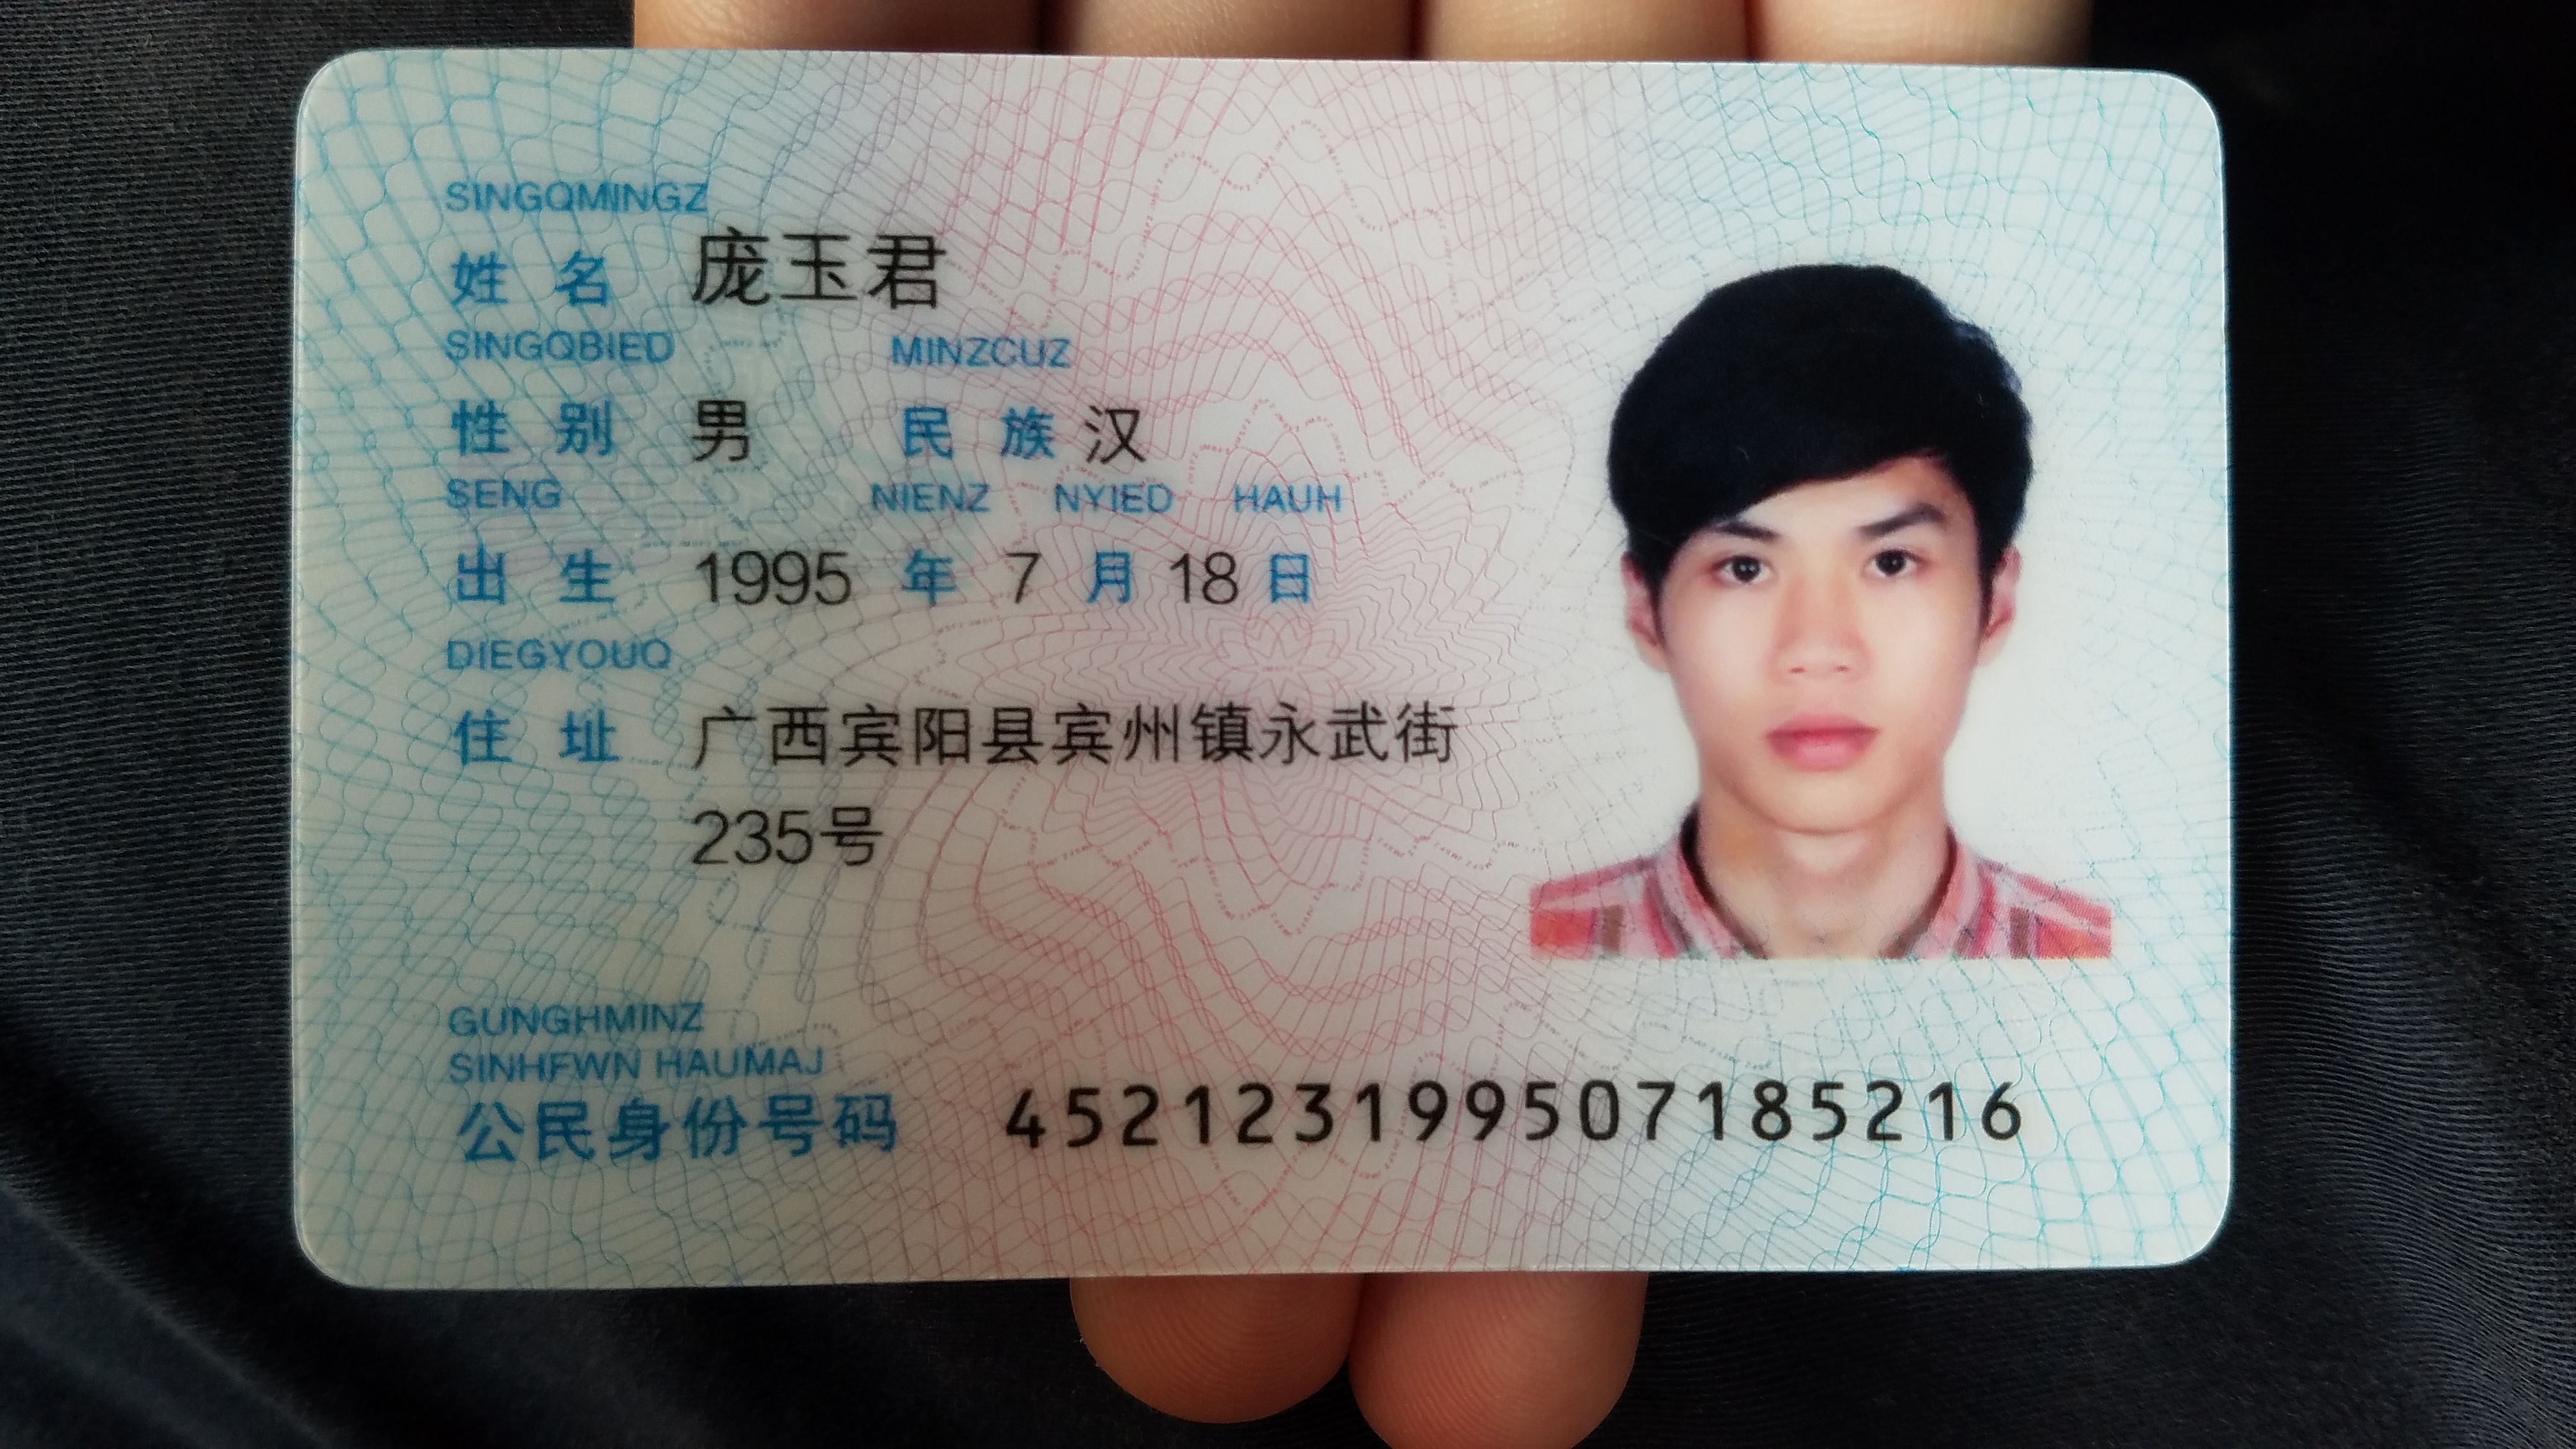 SINGQMINGZ
姓 名 庞玉君
SINGQBIED MINZCUZ
性 别 男 民 族 汉
SENG NIENZ NYIED HAUH
出 生 1995 年 7 月 18 日
DIEGYOUQ
住 址 广西宾阳县宾州镇永武街
235号
GUNGHMINZ
SINHFWN HAUMAJ
公民身份号码 452123199507185216